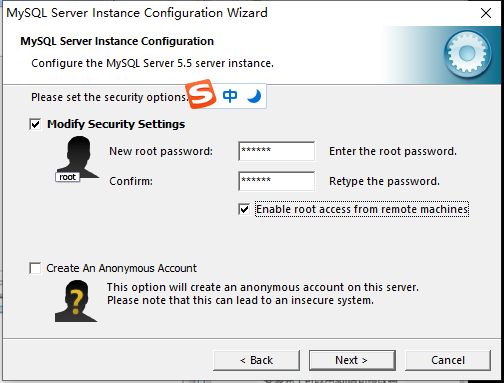 MySQL Server Instance Configuration Wizard
MySQL Server Instance Configuration
Configure the MySQL Server 5.5 server instance.
Please set the security options.
S 中
Modify Security Settings
New root password: ****** Enter the root password.
root
Confirm: ****** Retype the password.
Enable root access from remote machines
Create An Anonymous Account
This option will create an anonymous account on this server.
Please note that this can lead to an insecure system.
< Back Next > Cancel